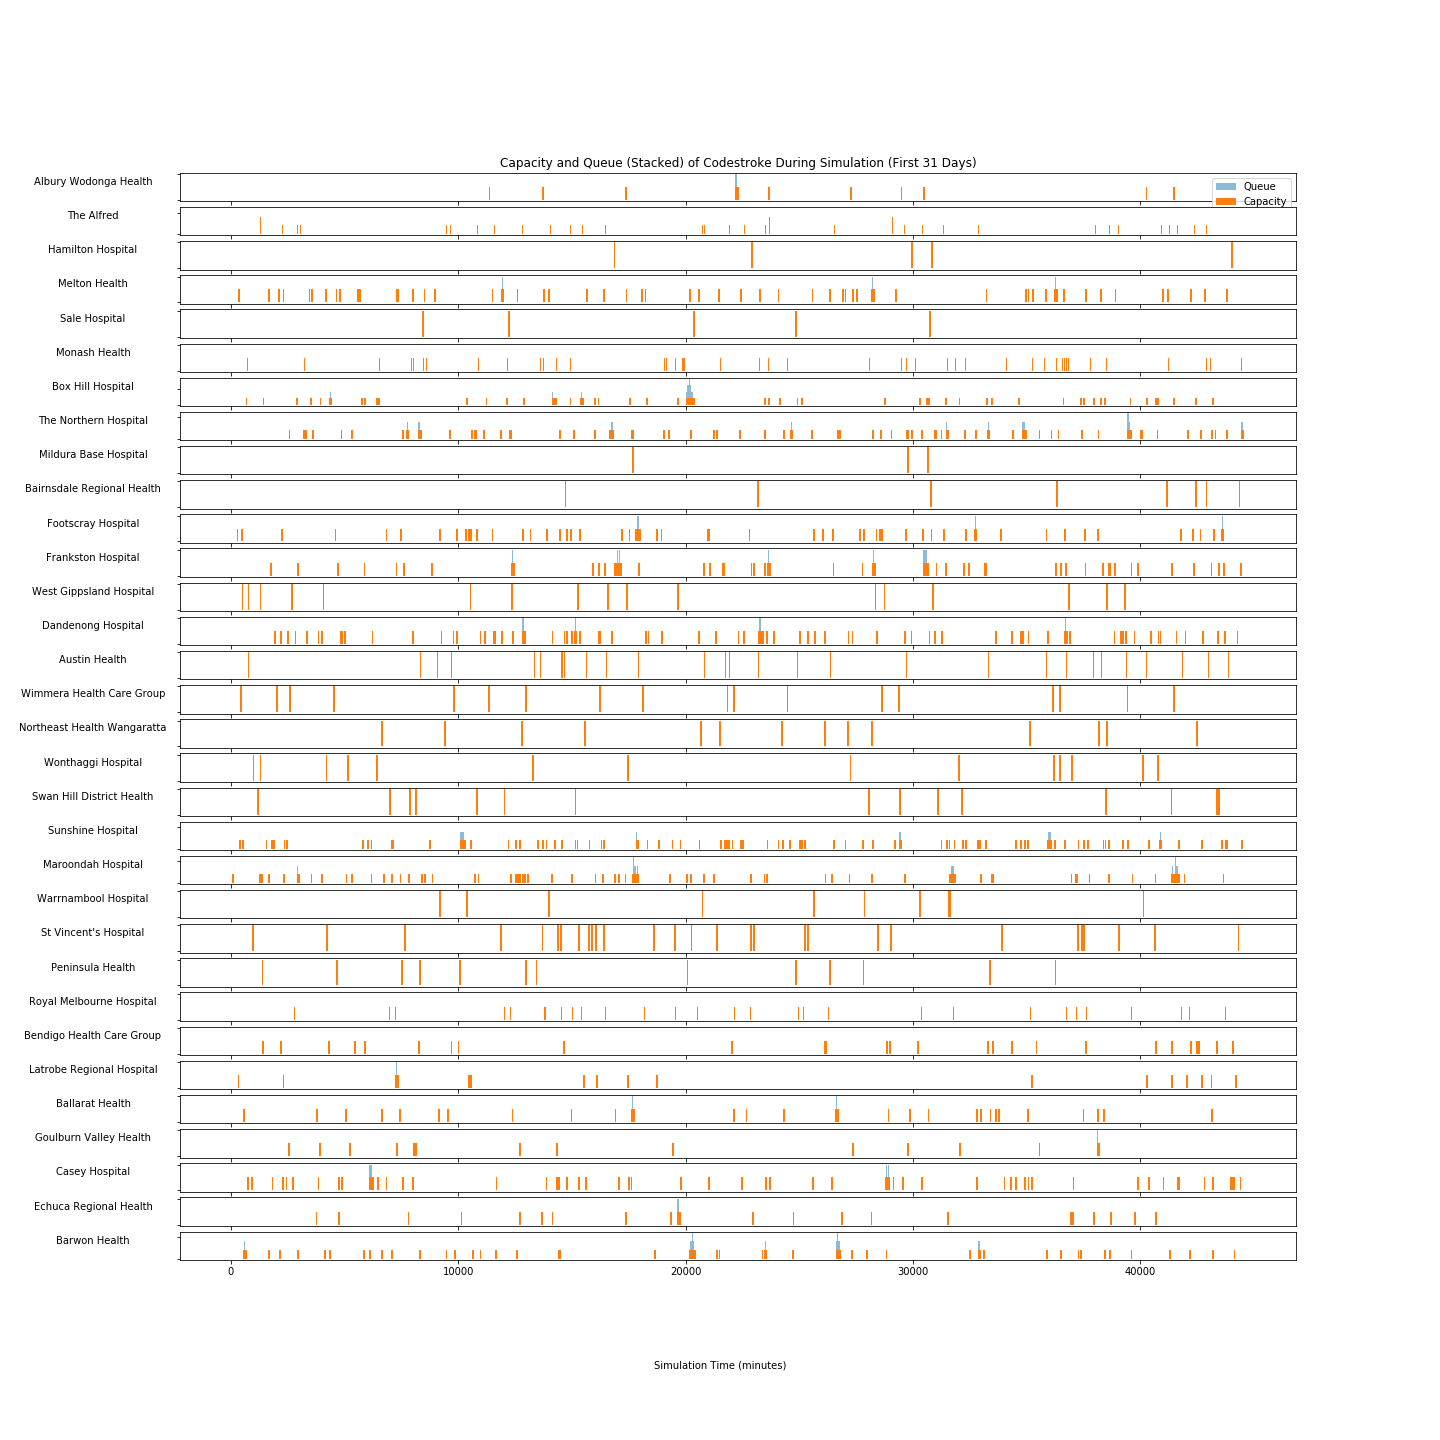 Capacity and Queue (Stacked) of Codestroke During Simulation (First 31 Days)
Albury Wodonga Health
Queue
Capacity
The Alfred
Hamilton Hospital
Melton Health
Sale Hospital
Monash Health
Box Hill Hospital
The Northern Hospital
Mildura Base Hospital
Bairnsdale Regional Health
Footscray Hospital
Frankston Hospital
West Gippsland Hospital
Dandenong Hospital
Austin Health
Wimmera Health Care Group
Northeast Health Wangaratta
Wonthaggi Hospital
Swan Hill District Health
Sunshine Hospital
Maroondah Hospital
Warrnambool Hospital
St Vincent's Hospital
Peninsula Health
Royal Melbourne Hospital
Bendigo Health Care Group
Latrobe Regional Hospital
Ballarat Health
Goulburn Valley Health
Casey Hospital
Echuca Regional Health
Barwon Health
0 10000 20000 30000 40000
Simulation Time (minutes)